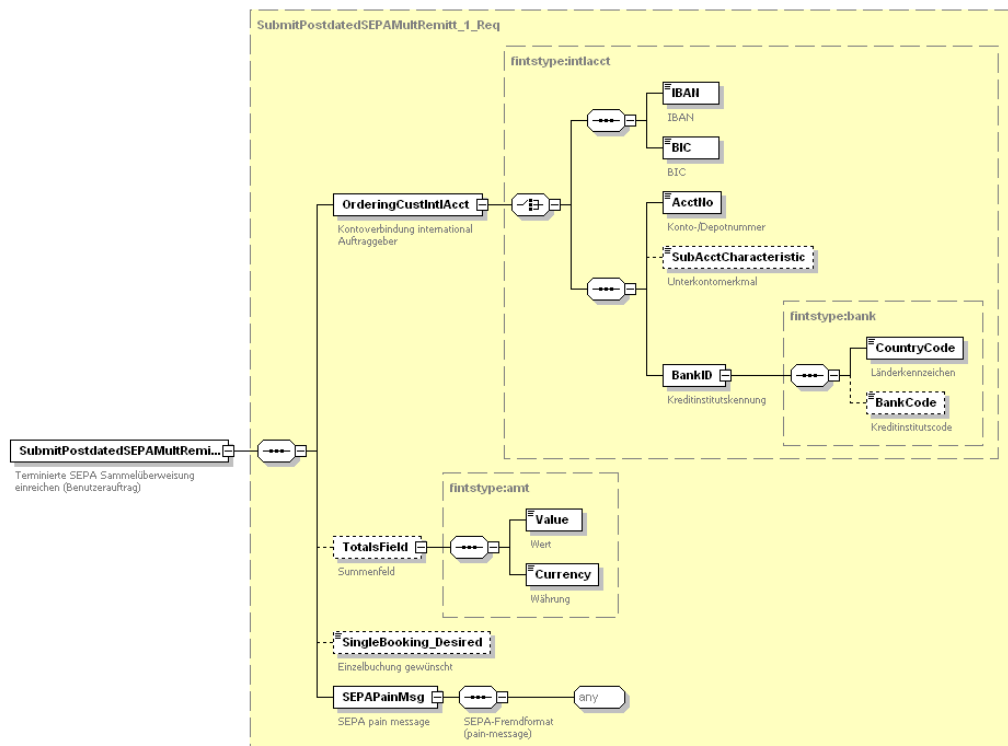 SubmitPostdatedSEPAMultRemitt_1_Req
fintstype:intlacct
IBAN
IBAN
BIC
BIC
OrderingCustIntlAcct
Kontoverbindung international
Auftraggeber
AcctNo
Konto-/Depotnummer
SubAcctCharacteristic
Unterkontomerkmal
fintstype:bank
CountryCode
Länderkennzeichen
BankID
Kreditinstitutskennung
BankCode
Kreditinstitutscode
SubmitPostdatedSEPAMultRemi...
Terminierte SEPA Sammelüberweisung
einreichen (Benutzerauftrag)
fintstype:amt
Value
Wert
TotalsField
Summenfeld
Currency
Währung
SingleBooking_Desired
Einzelbuchung gewünscht
SEPAPainMsg
SEPA pain message
SEPA-Fremdformat
(pain-message)
any